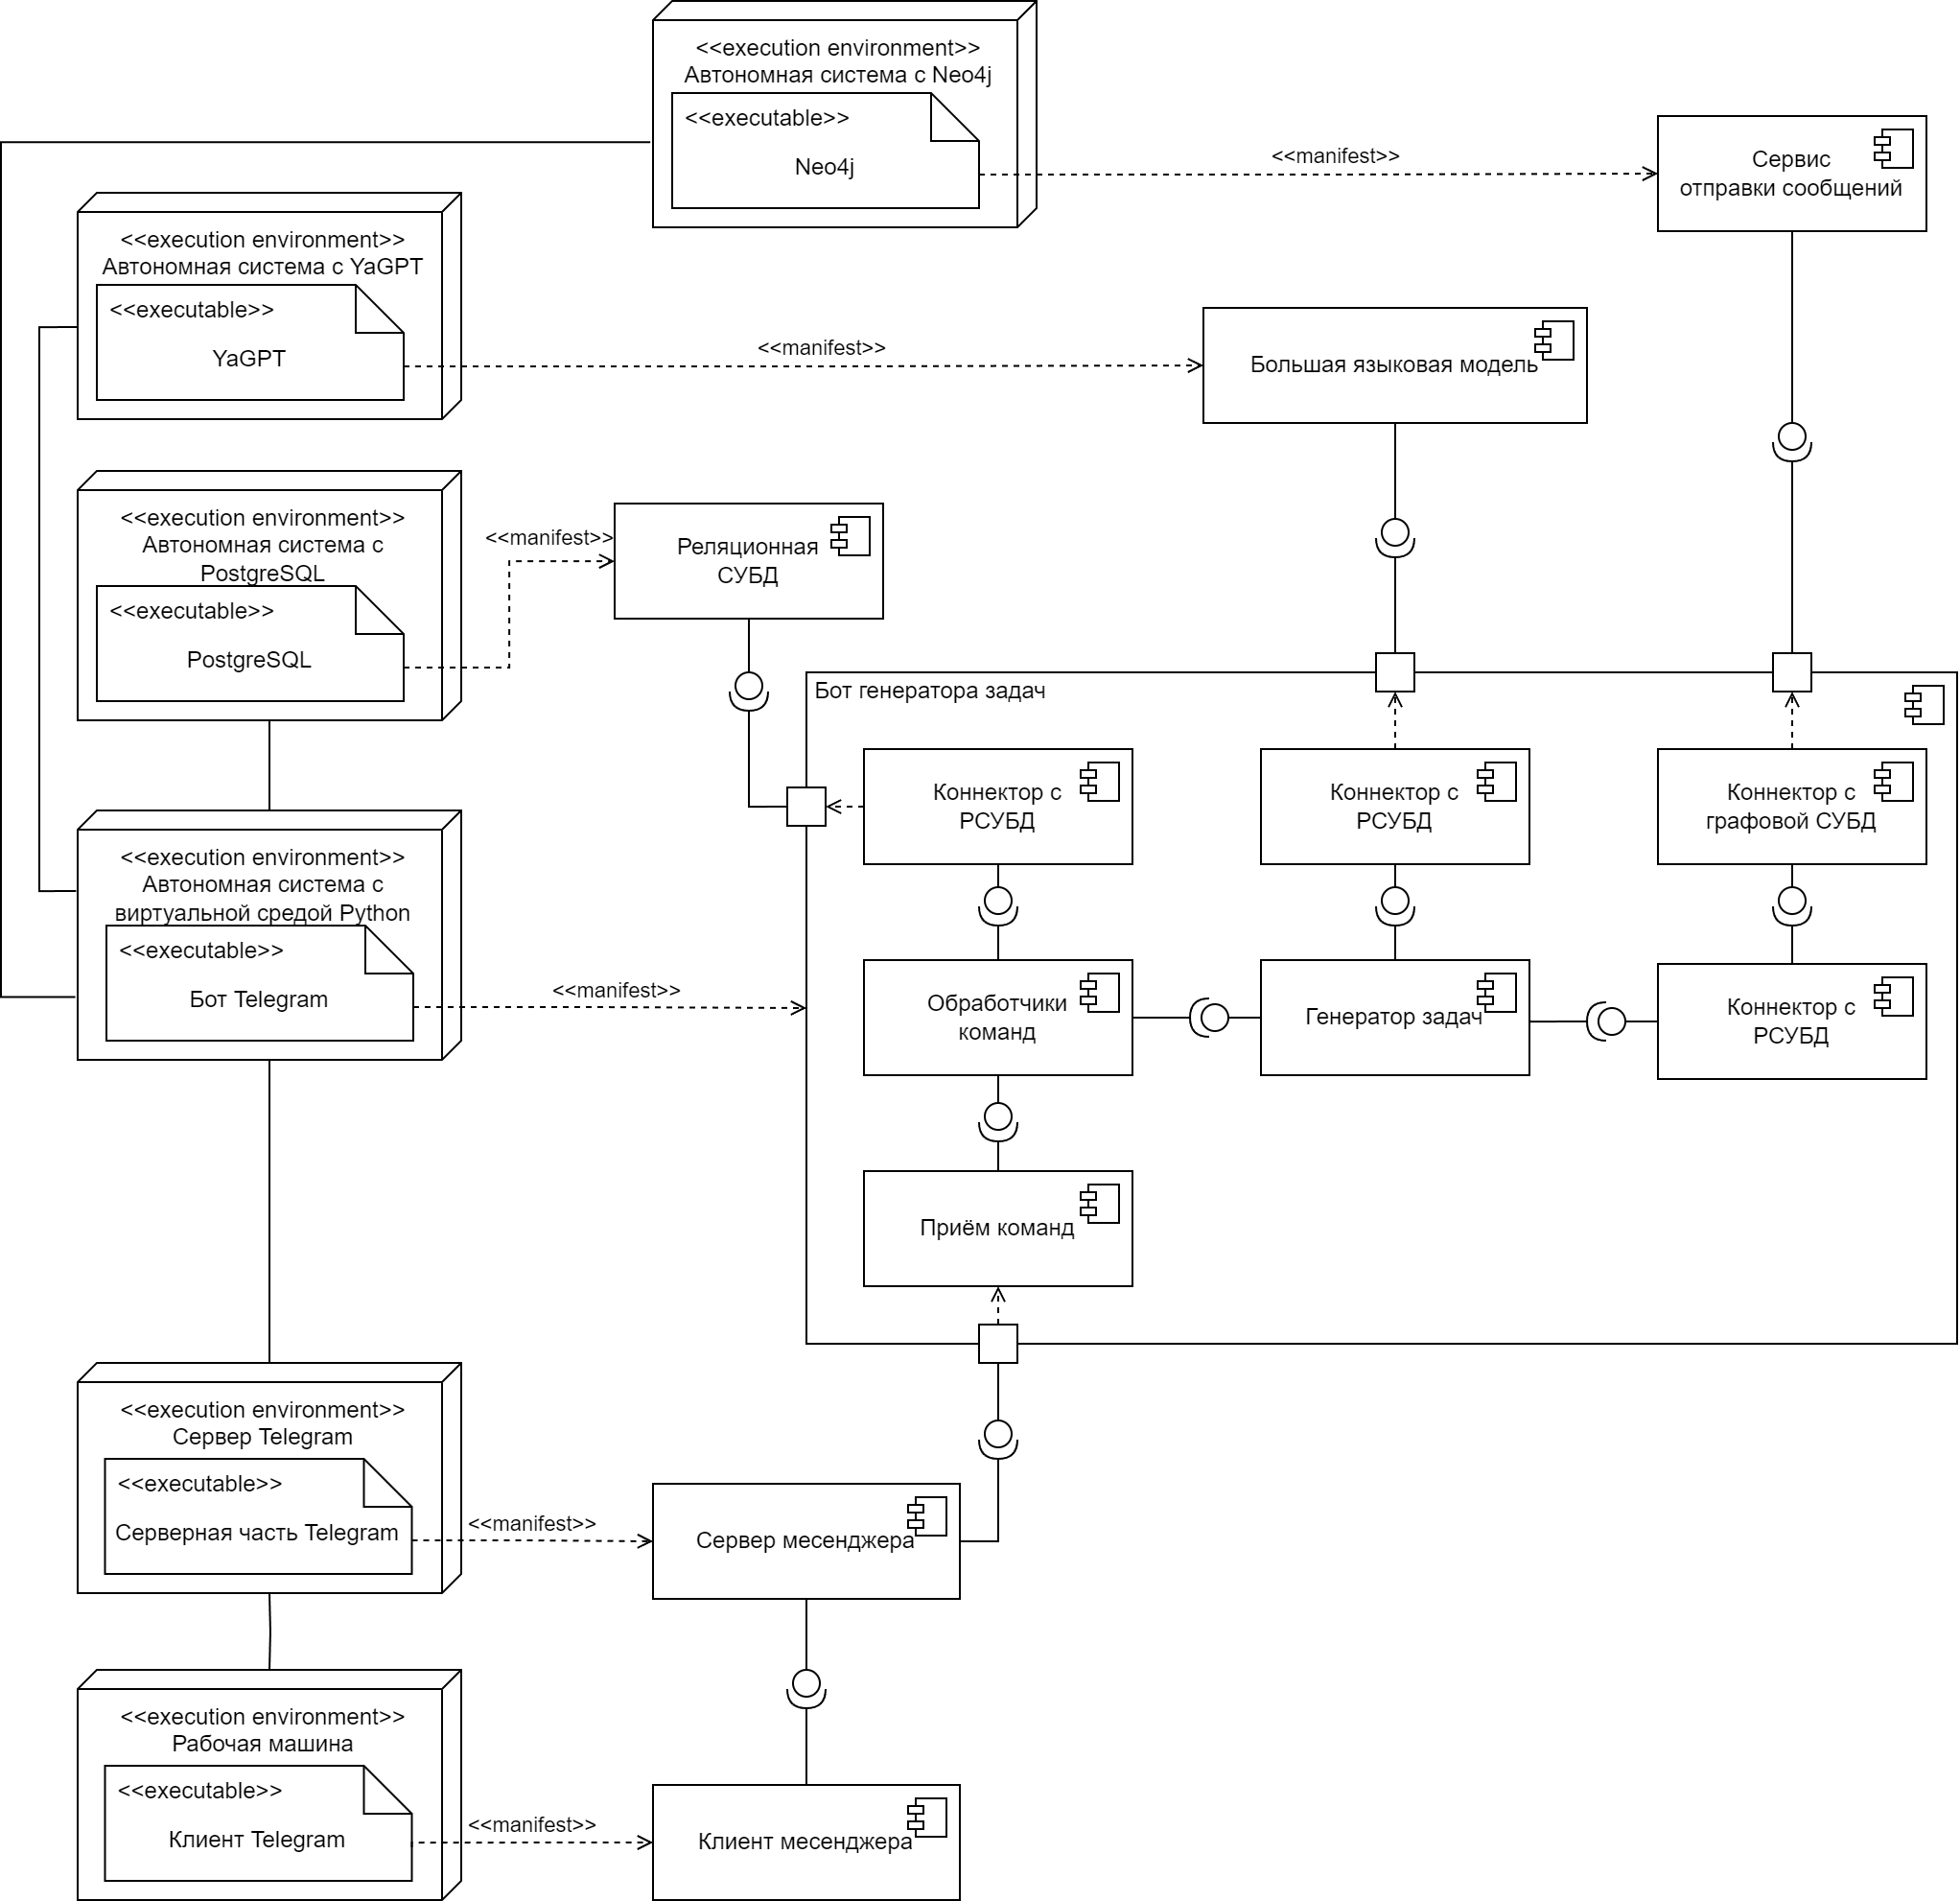 <<execution environment>>
Автономная система с Neo4j
<<executable>>
Neo4j
<<manifest>>
Сервис
отправки сообщений
<<execution environment>>
Автономная система с YaGPT
<<executable>>
YaGPT
<<manifest>>
Большая языковая модель
<<execution environment>>
Автономная система с
PostgreSQL
<<executable>>
PostgreSQL
<<manifest>>
Реляционная
СУБД
Бот генератора задач
Коннектор с
РСУБД
Коннектор с
РСУБД
Коннектор с
графовой СУБД
<<execution environment>>
Автономная система с
виртуальной средой Python
<<executable>>
Бот Telegram
<<manifest>>
Обработчики
команд
Генератор задач
Коннектор с
РСУБД
Приём команд
<<execution environment>>
Сервер Telegram
<<executable>>
Серверная часть Telegram
<<manifest>>
Сервер месенджера
<<execution environment>>
Рабочая машина
<<executable>>
Клиент Telegram
<<manifest>>
Клиент месенджера